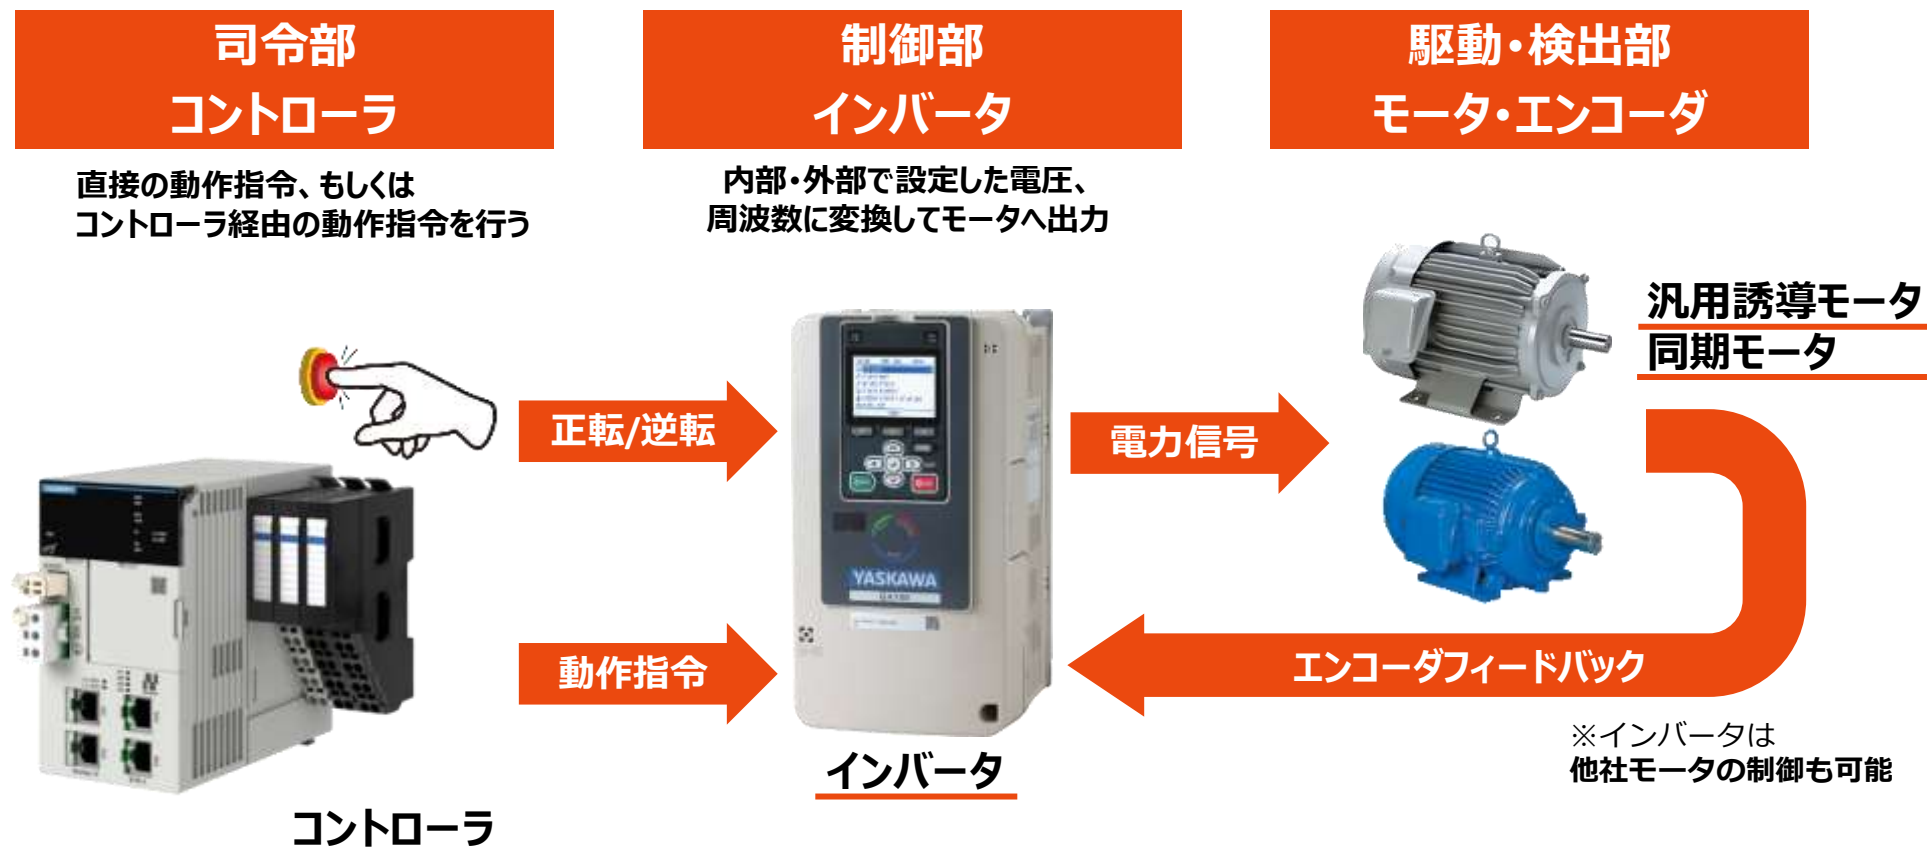 司令部
コントローラ
直接の動作指令、もしくは
コントローラ経由の動作指令を行う
制御部
インバータ
内部・外部で設定した電圧、
周波数に変換してモータへ出力
駆動・検出部
モータ・エンコーダ
汎用誘導モータ
同期モータ
正転/逆転
電力信号
YASKAWA
動作指令
エンコーダフィードバック
インバータ
※インバータは
他社モータの制御も可能
コントローラ